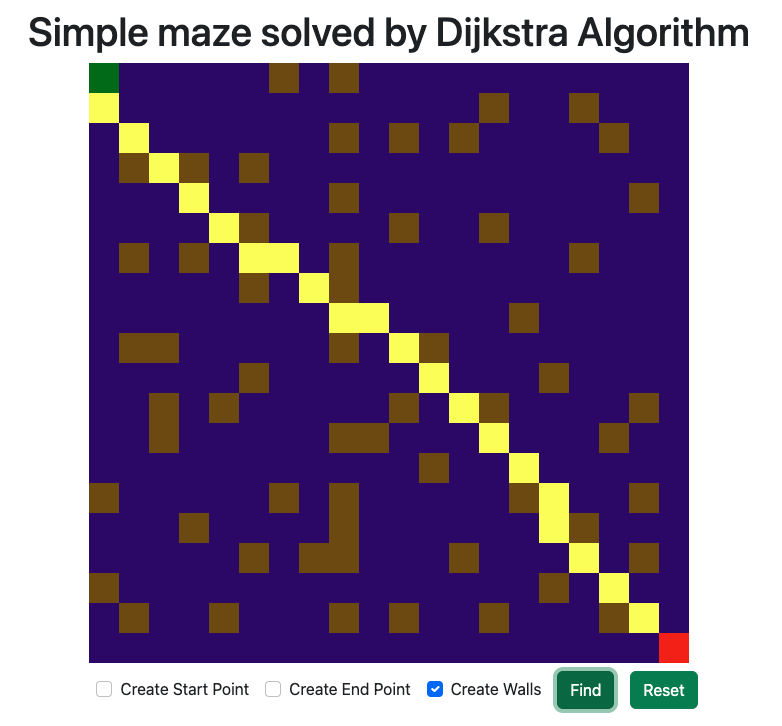 Simple maze solved by Dijkstra Algorithm
Create Start Point Create End Point Create Walls Find Reset